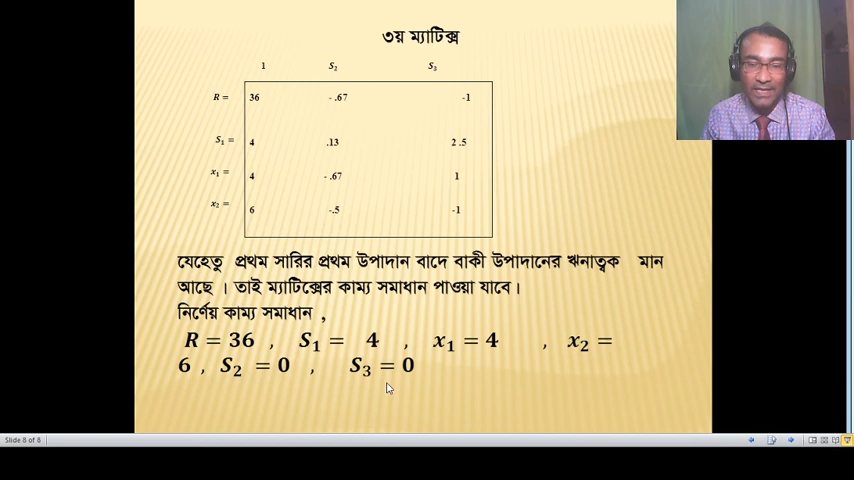 ৩য় ম্যাটিক্স
1 S₂ S₃
R = 36 - .67 -1
S₁ = 4 .13 2 .5
x₁ = 4 - .67 1
x₂ = 6 -.5 -1
যেহেতু প্রথম সারির প্রথম উপাদান বাদে বাকী উপাদানের ঋনাত্বক মান
আছে । তাই ম্যাটিক্সের কাম্য সমাধান পাওয়া যাবে।
নির্ণেয় কাম্য সমাধান ,
R = 36 , S₁ = 4 , x₁ = 4 , x₂ =
6 , S₂ = 0 , S₃ = 0
Slide 8 of 8